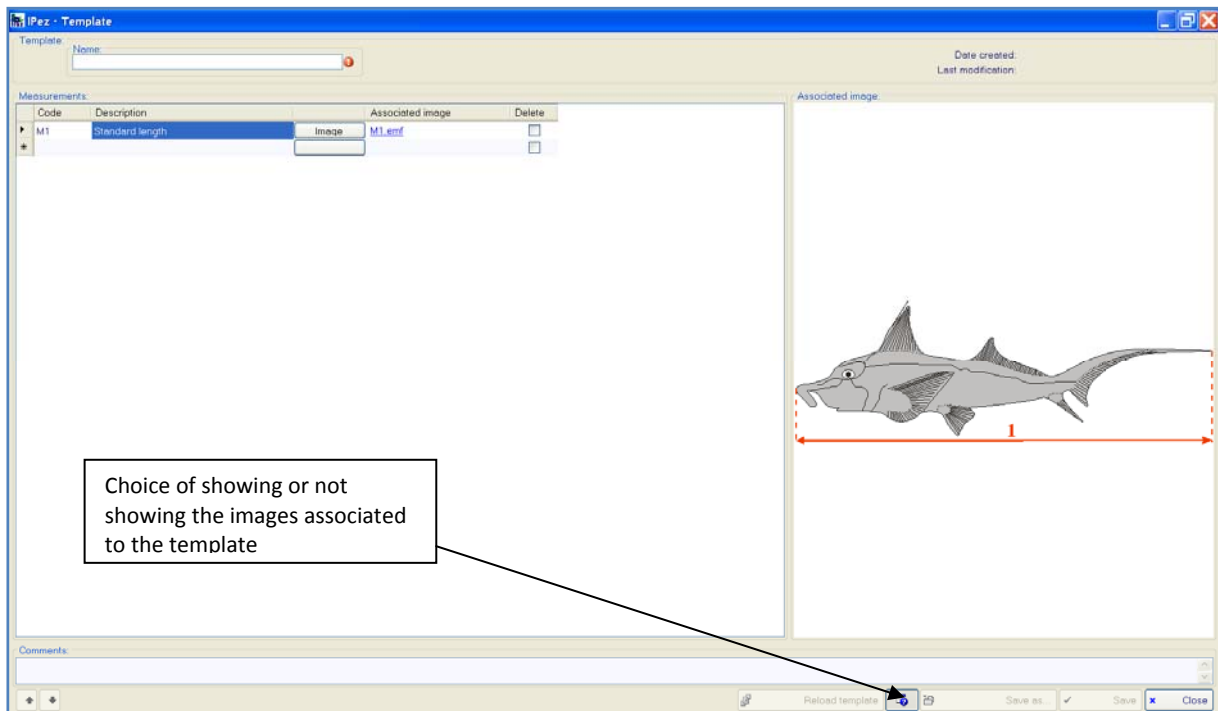 IPez - Template
Template:
Name:
Date created:
Last modification:
Measurements:
Associated image:
Code Description Associated image Delete
M1 Standard length Image M1.emf
1
Choice of showing or not
showing the images associated
to the template
Comments:
Reload template Save as... Save Close